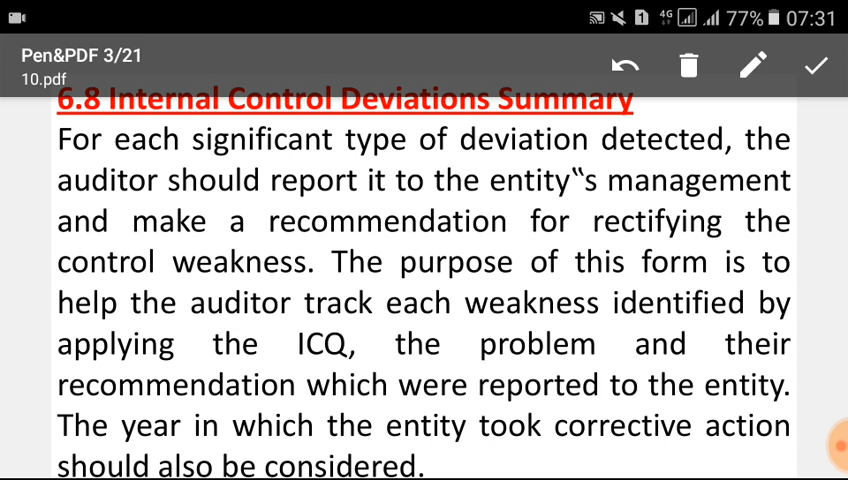 1 4G 77% 07:31
Pen&PDF 3/21
10.pdf
6.8 Internal Control Deviations Summary
For each significant type of deviation detected, the
auditor should report it to the entity‟s management
and make a recommendation for rectifying the
control weakness. The purpose of this form is to
help the auditor track each weakness identified by
applying the ICQ, the problem and their
recommendation which were reported to the entity.
The year in which the entity took corrective action
should also be considered.